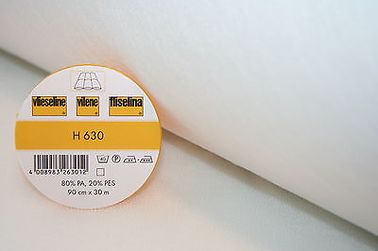 vlieseline vilene fliselina
H 630
4 008983 263012
80% PA, 20% PES
90 cm x 30 m